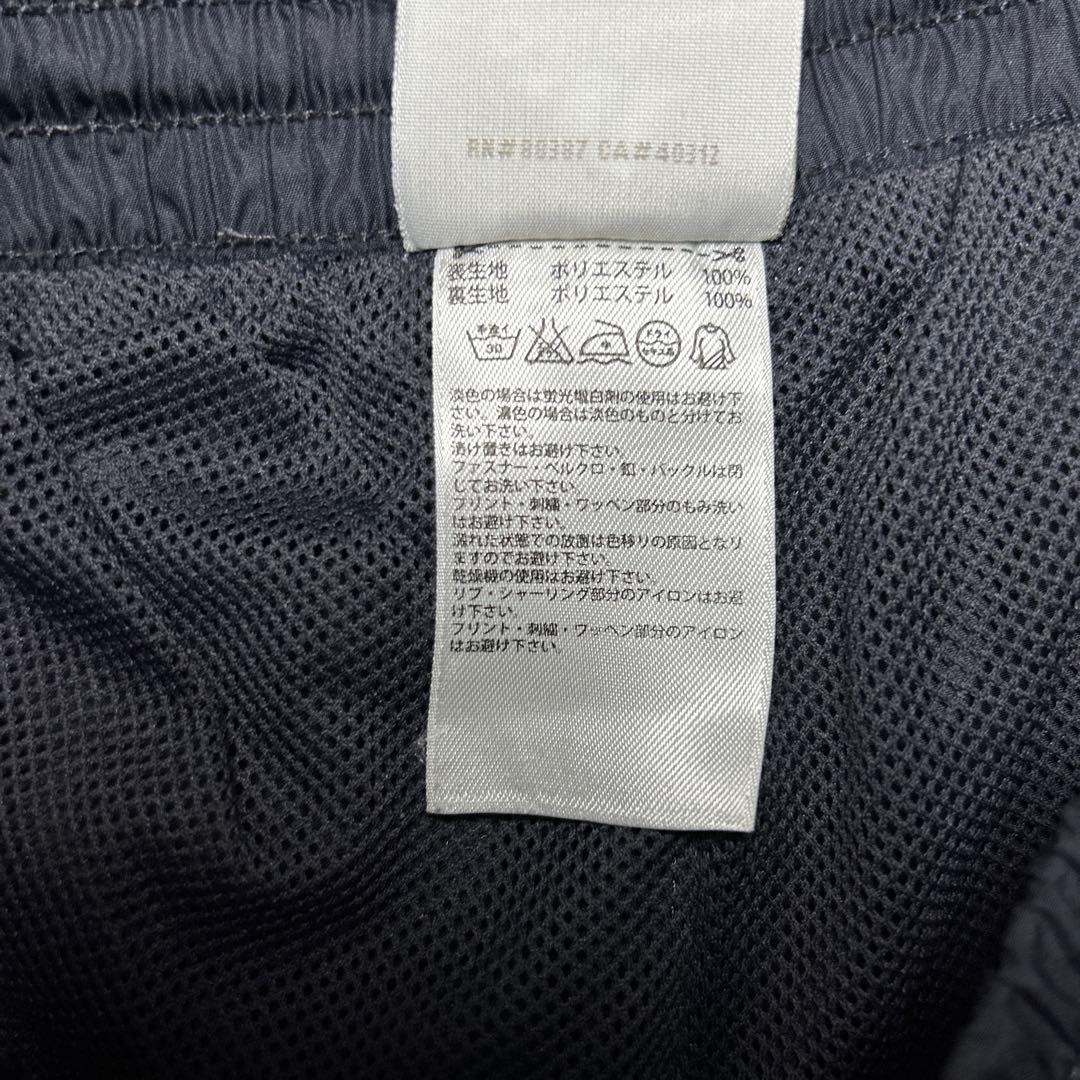 RN#88387 CA#40312
表生地 ポリエステル 100%
裏生地 ポリエステル 100%
手洗イ
30
淡色の場合は蛍光増白剤の使用はお避け下
さい。濃色の場合は淡色のものと分けてお
洗い下さい。
漬け置きはお避け下さい。
ファスナー・ベルクロ・釦・バックルは閉
してお洗い下さい。
プリント・刺繍・ワッペン部分のもみ洗い
はお避け下さい。
濡れた状態での放測は色移りの原因となり
ますのでお避け下さい。
乾燥機の使用はお避け下さい。
リブ・シャーリング部分のアイロンはお避
け下さい。
プリント・刺繍・ワッペン部分のアイロン
はお避け下さい。